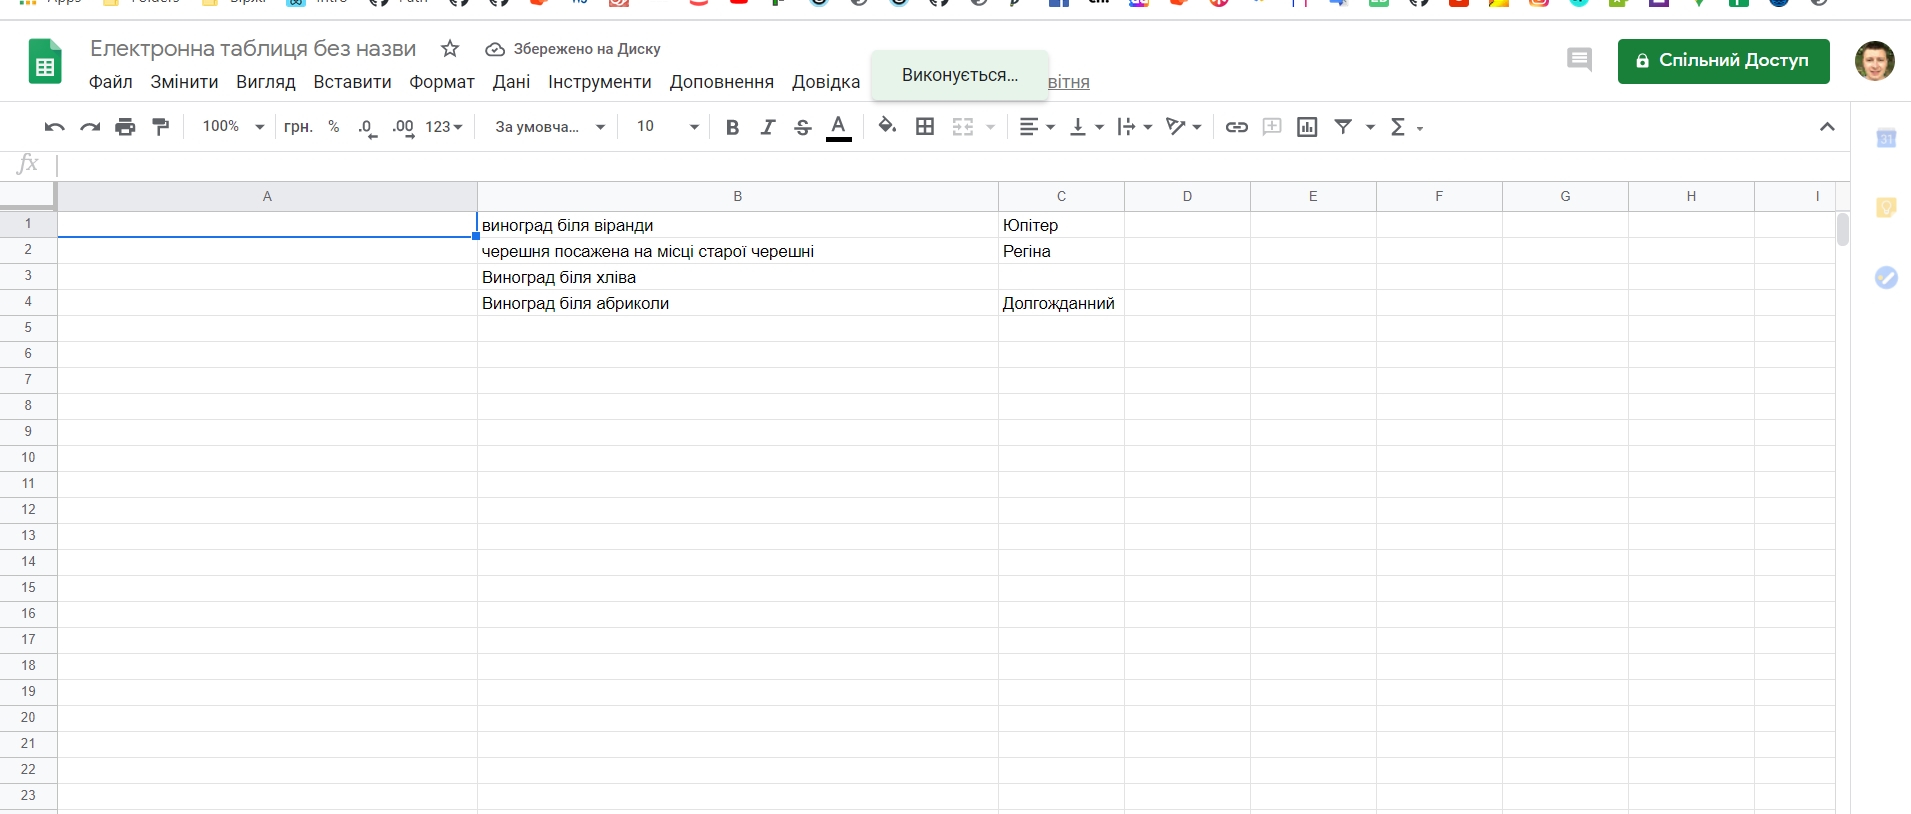 Електронна таблиця без назви Збережено на Диску
Файл Змінити Вигляд Вставити Формат Дані Інструменти Доповнення Довідка Виконується... вітня
Спільний Доступ
100% грн. % .0 .00 123 За умовча... 10 B I S A Σ
31
fx
A B C D E F G H I
1 виноград біля віранди Юпітер
2 черешня посажена на місці старої черешні Регіна
3 Виноград біля хліва
4 Виноград біля абриколи Долгожданний
5
6
7
8
9
10
11
12
13
14
15
16
17
18
19
20
21
22
23